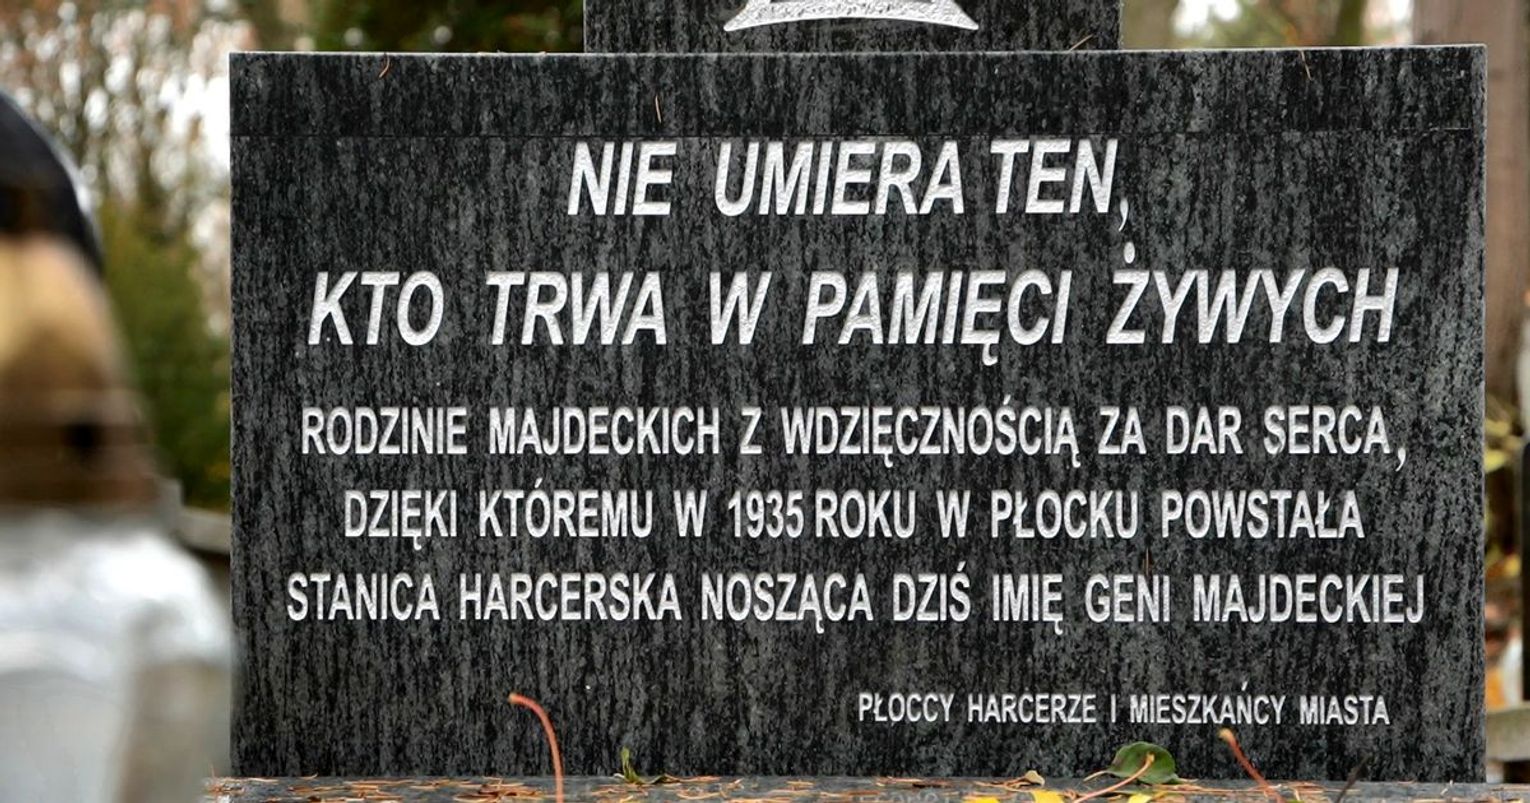 NIE UMIERA TEN,
KTO TRWA W PAMIĘCI ŻYWYCH
RODZINIE MAJDECKICH Z WDZIĘCZNOŚCIĄ ZA DAR SERCA,
DZIĘKI KTÓREMU W 1935 ROKU W PŁOCKU POWSTAŁA
STANICA HARCERSKA NOSZĄCA DZIŚ IMIĘ GENI MAJDECKIEJ
PŁOCCY HARCERZE I MIESZKAŃCY MIASTA